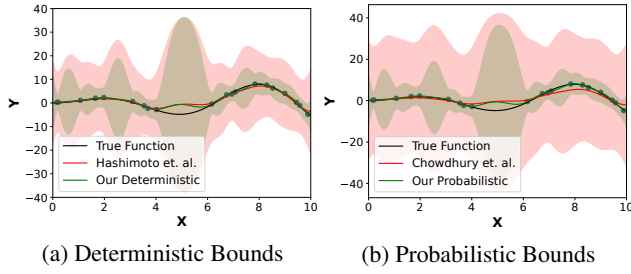 40
30
20
10
0
-10
-20
-30
-40
Y
True Function
Hashimoto et. al.
Our Deterministic
0 2 4 6 8 10
X
(a) Deterministic Bounds
40
20
0
-20
-40
Y
True Function
Chowdhury et. al.
Our Probabilistic
0 2 4 6 8 10
X
(b) Probabilistic Bounds